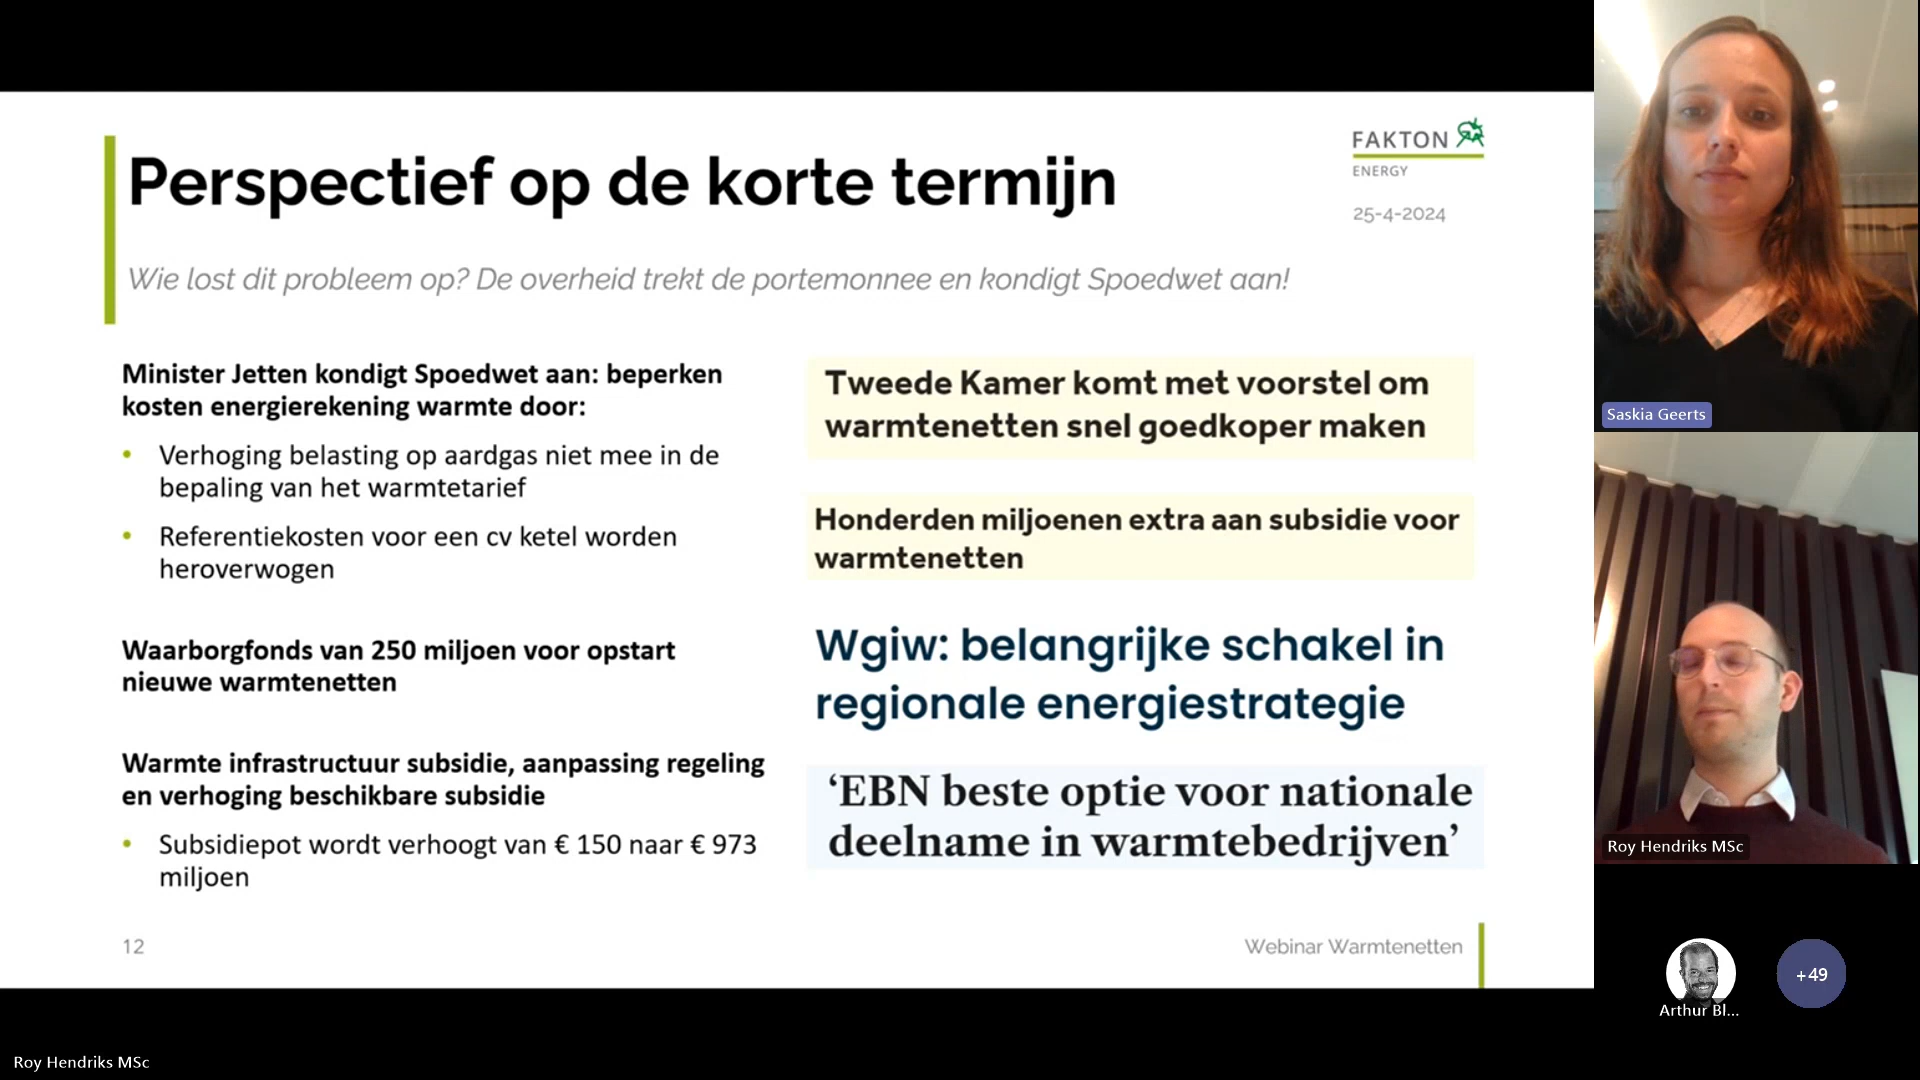 Perspectief op de korte termijn
FAKTON
ENERGY
25-4-2024
Wie lost dit probleem op? De overheid trekt de portemonnee en kondigt Spoedwet aan!
Minister Jetten kondigt Spoedwet aan: beperken
kosten energierekening warmte door:
• Verhoging belasting op aardgas niet mee in de
bepaling van het warmtetarief
• Referentiekosten voor een cv ketel worden
heroverwogen
Waarborgfonds van 250 miljoen voor opstart
nieuwe warmtenetten
Warmte infrastructuur subsidie, aanpassing regeling
en verhoging beschikbare subsidie
• Subsidiepot wordt verhoogt van € 150 naar € 973
miljoen
Tweede Kamer komt met voorstel om
warmtenetten snel goedkoper maken
Honderden miljoenen extra aan subsidie voor
warmtenetten
Wgiw: belangrijke schakel in
regionale energiestrategie
‘EBN beste optie voor nationale
deelname in warmtebedrijven’
12
Webinar Warmtenetten
Saskia Geerts
Roy Hendriks MSc
Arthur Bl...
+49
Roy Hendriks MSc